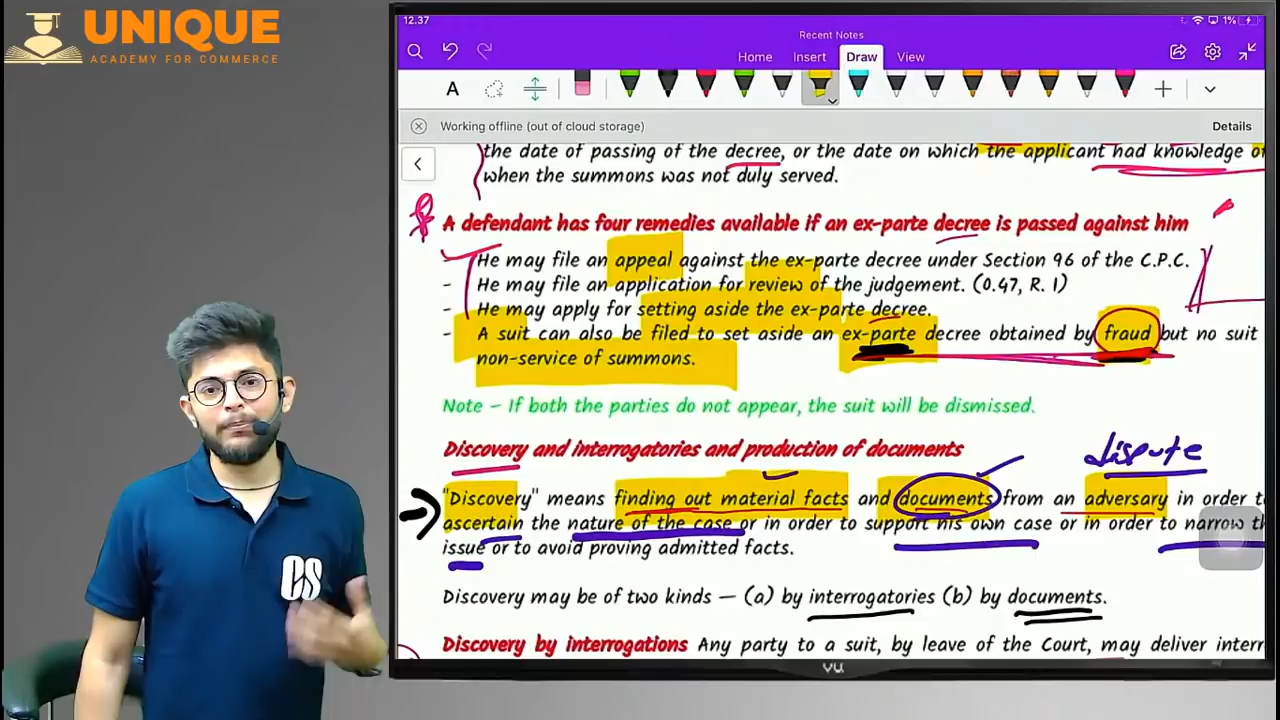 UNIQUE
ACADEMY FOR COMMERCE
12.37
1%
Recent Notes
Home Insert Draw View
A
Working offline (out of cloud storage)
Details
the date of passing of the decree, or the date on which the applicant had knowledge of
when the summons was not duly served.
A defendant has four remedies available if an ex-parte decree is passed against him
He may file an appeal against the ex-parte decree under Section 96 of the C.P.C.
- He may file an application for review of the judgement. (0.47, R. 1)
- He may apply for setting aside the ex-parte decree.
- A suit can also be filed to set aside an ex-parte decree obtained by fraud but no suit
non-service of summons.
Note – If both the parties do not appear, the suit will be dismissed.
Discovery and interrogatories and production of documents
dispute
"Discovery" means finding out material facts and documents from an adversary in order to
ascertain the nature of the case or in order to support his own case or in order to narrow th
issue or to avoid proving admitted facts.
Discovery may be of two kinds — (a) by interrogatories (b) by documents.
Discovery by interrogations Any party to a suit, by leave of the Court, may deliver interr
CS
VU